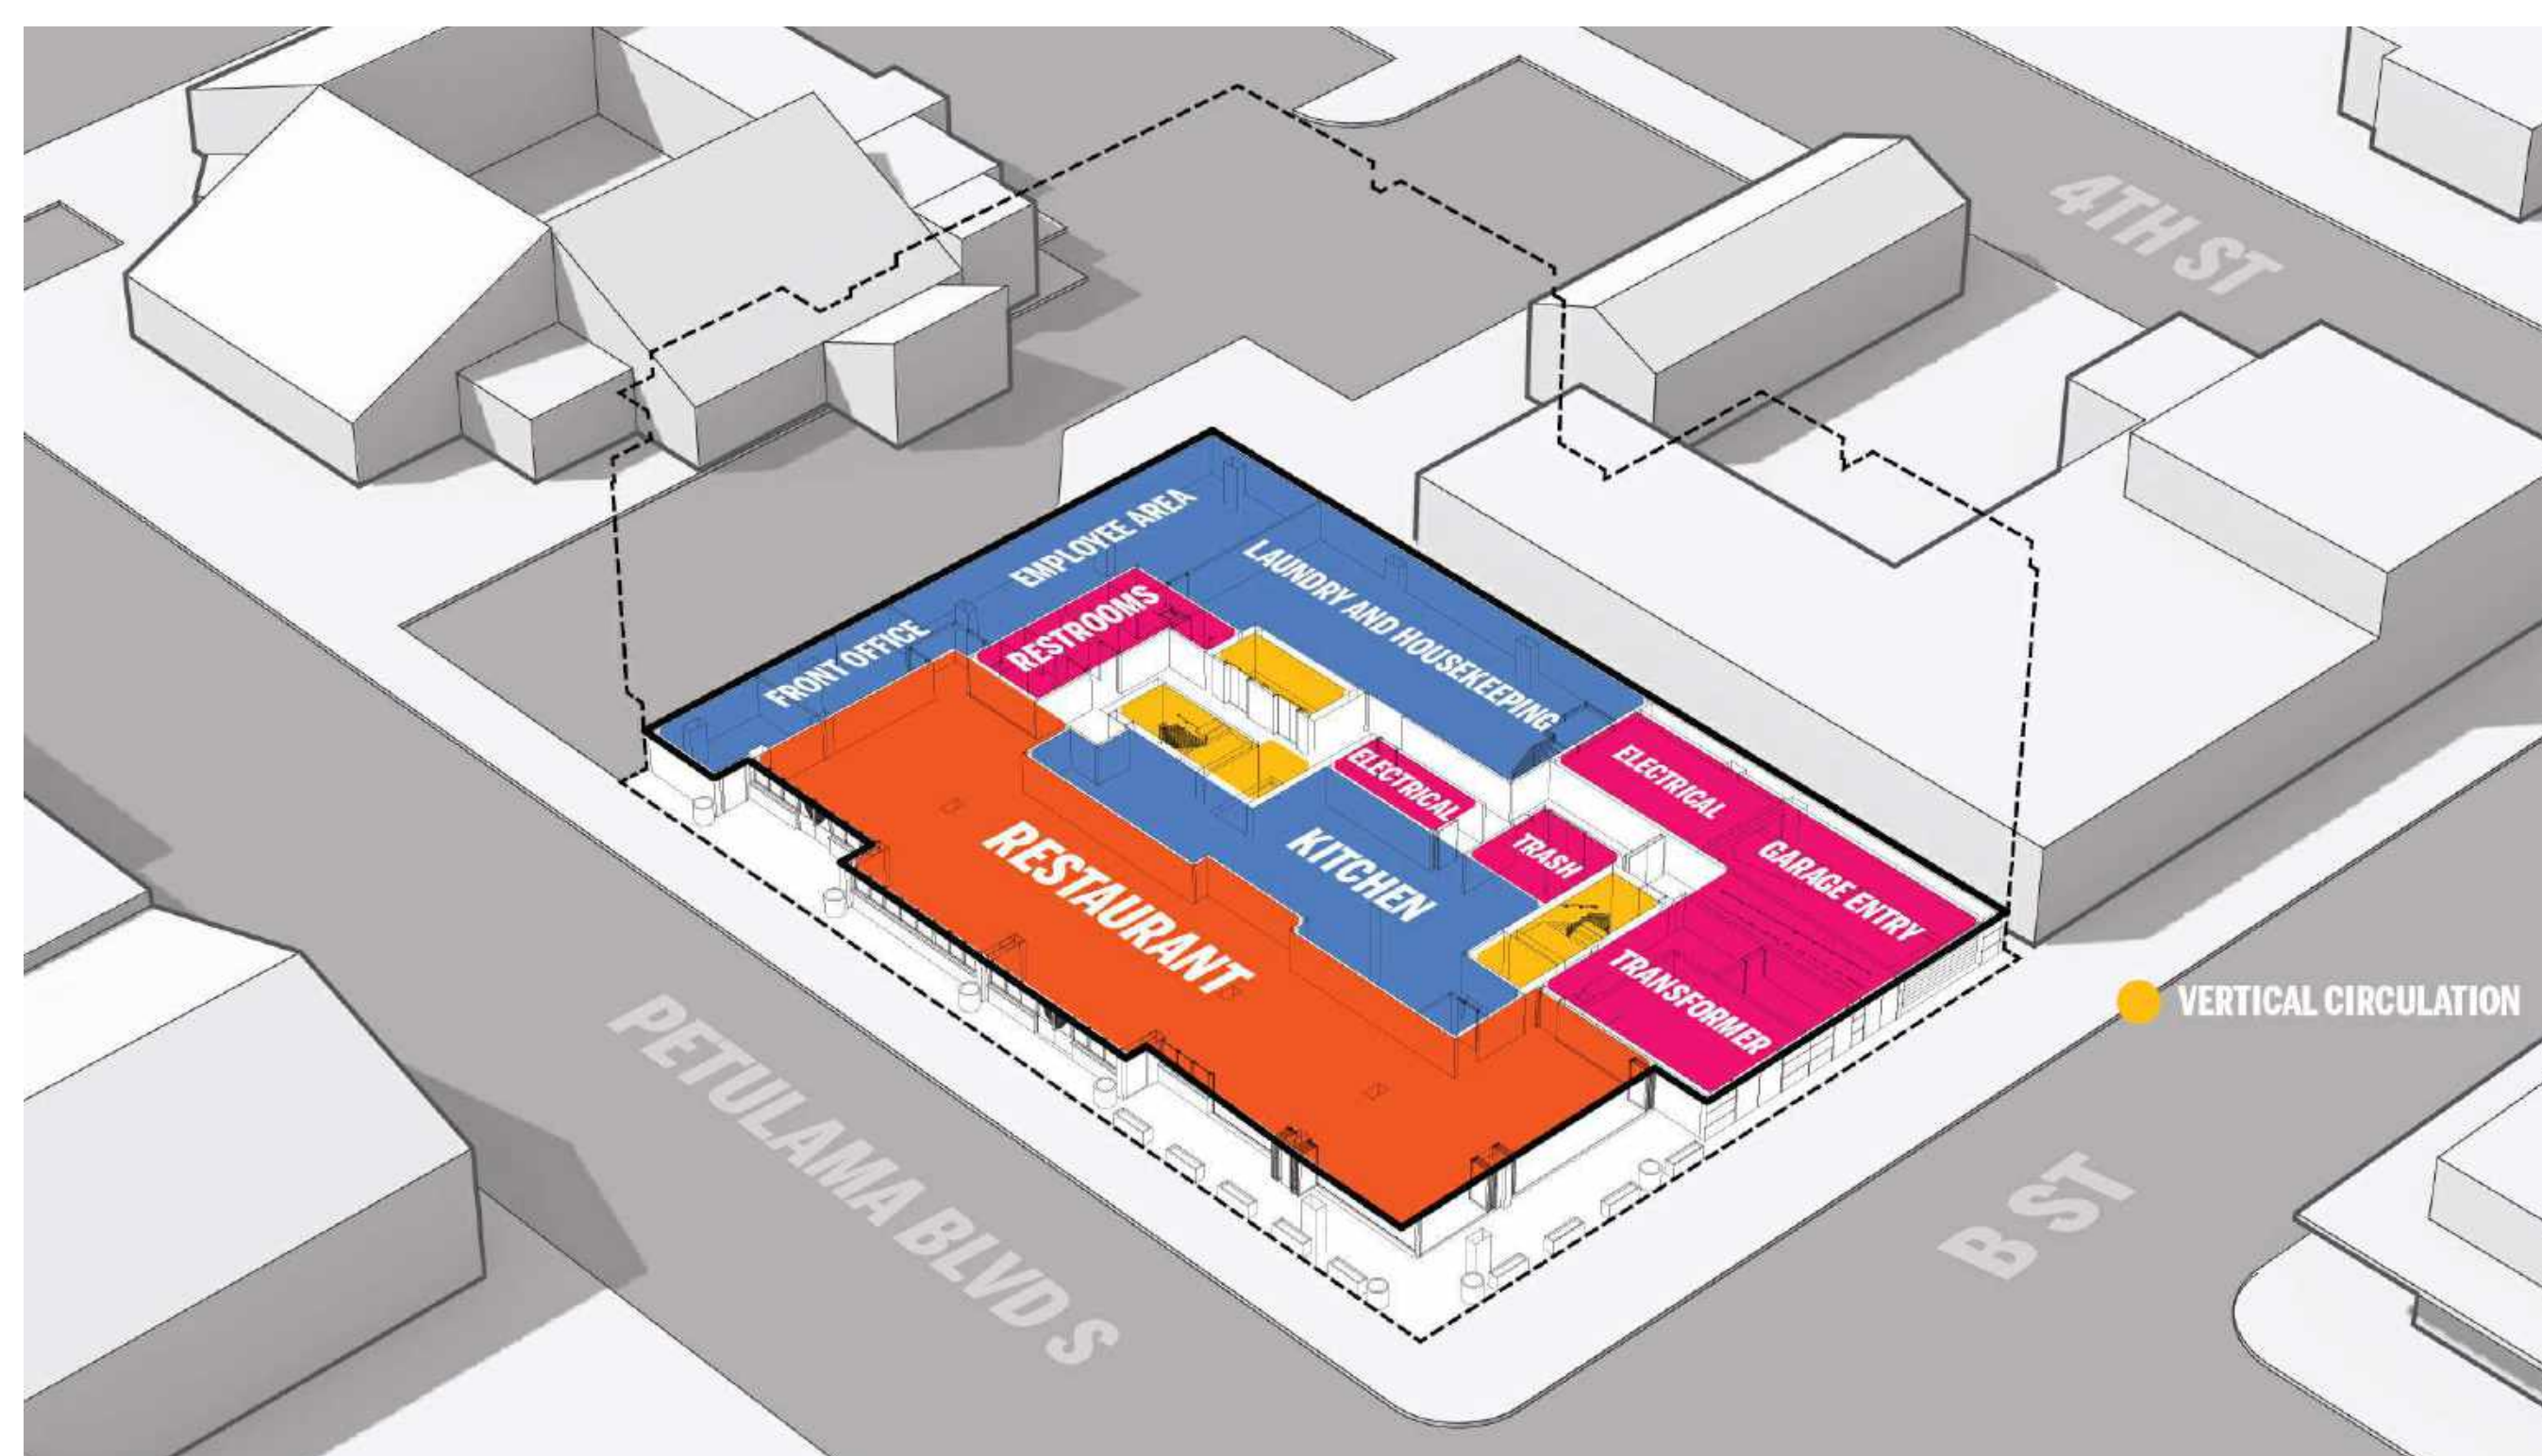 4TH ST
EMPLOYEE AREA
LAUNDRY AND HOUSEKEEPING
RESTROOMS
FRONT OFFICE
ELECTRICAL
ELECTRICAL
TRASH
KITCHEN
GARAGE ENTRY
RESTAURANT
TRANSFORMER
VERTICAL CIRCULATION
PETULAMA BLVD S
B ST